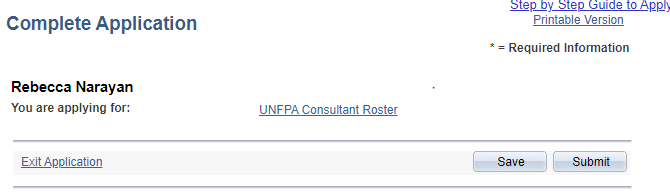 Step by Step Guide to Apply
Complete Application
Printable Version
* = Required Information
Rebecca Narayan
You are applying for: UNFPA Consultant Roster
Exit Application Save Submit